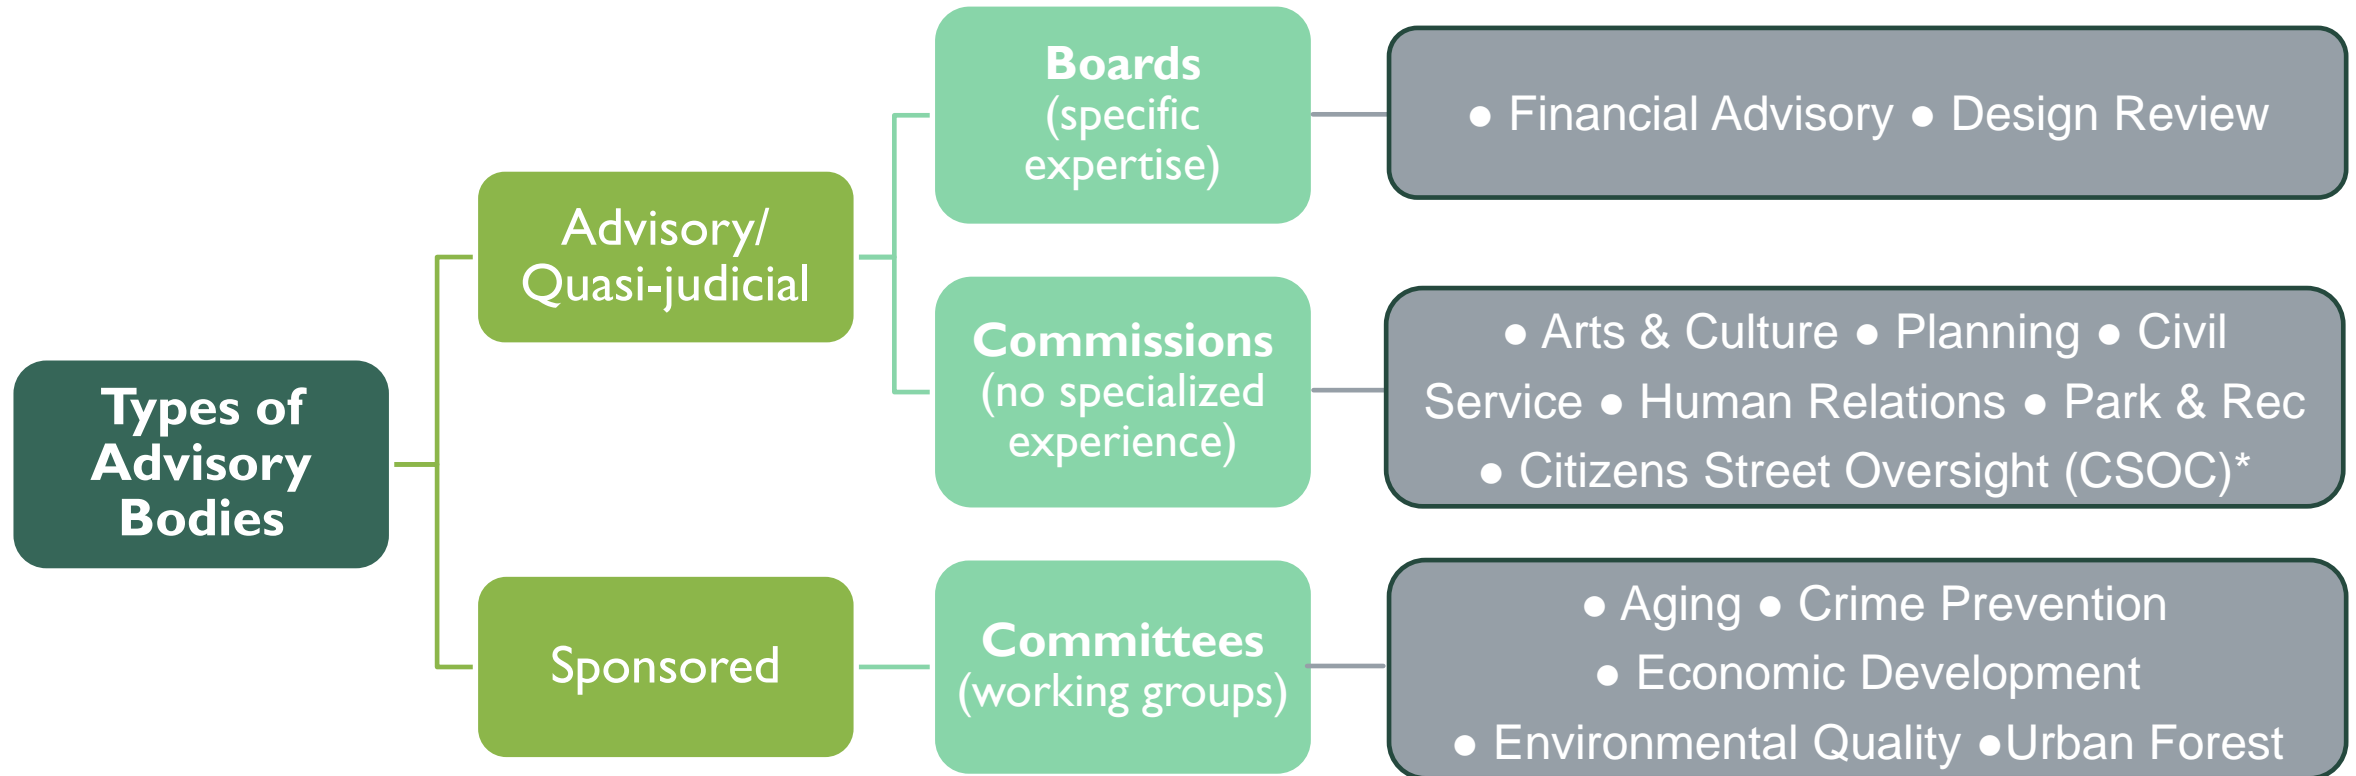 Types of
Advisory
Bodies
Advisory/
Quasi-judicial
Boards
(specific
expertise)
● Financial Advisory ● Design Review
Commissions
(no specialized
experience)
● Arts & Culture ● Planning ● Civil
Service ● Human Relations ● Park & Rec
● Citizens Street Oversight (CSOC)*
Sponsored
Committees
(working groups)
● Aging ● Crime Prevention
● Economic Development
● Environmental Quality ●Urban Forest